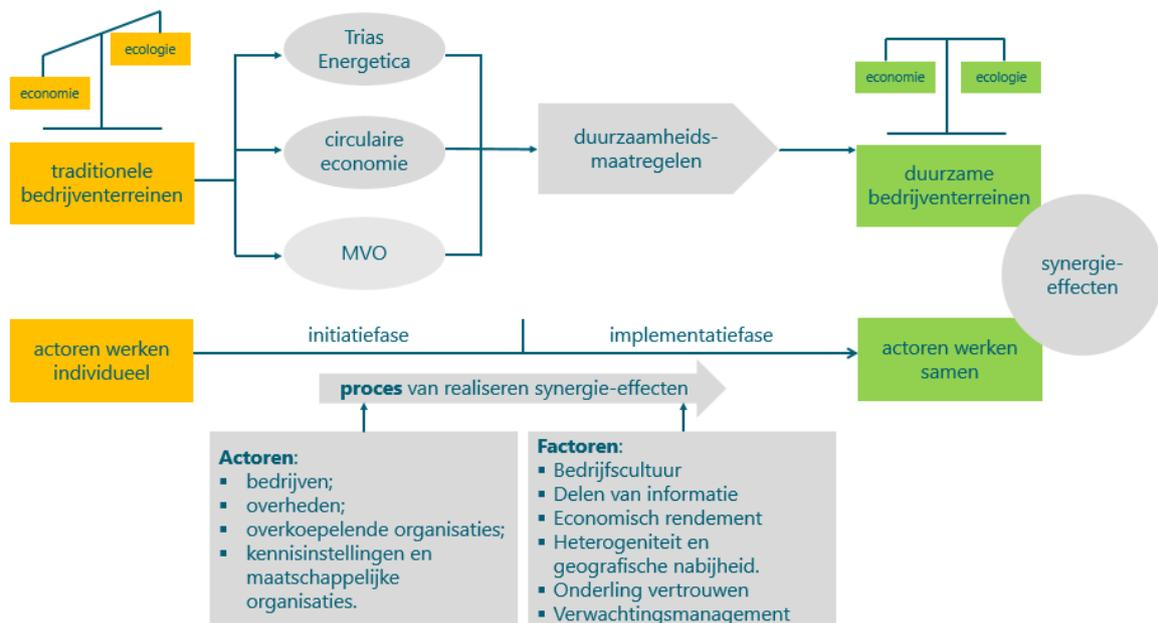 ecologie
economie
traditionele
bedrijventerreinen
Trias
Energetica
circulaire
economie
MVO
duurzaamheids-
maatregelen
economie
ecologie
duurzame
bedrijventerreinen
synergie-
effecten
actoren werken
individueel
initiatiefase
implementatiefase
actoren werken
samen
proces van realiseren synergie-effecten
Actoren:
▪ bedrijven;
▪ overheden;
▪ overkoepelende organisaties;
▪ kennisinstellingen en
maatschappelijke
organisaties.
Factoren:
▪ Bedrijfscultuur
▪ Delen van informatie
▪ Economisch rendement
▪ Heterogeniteit en
geografische nabijheid.
▪ Onderling vertrouwen
▪ Verwachtingsmanagement